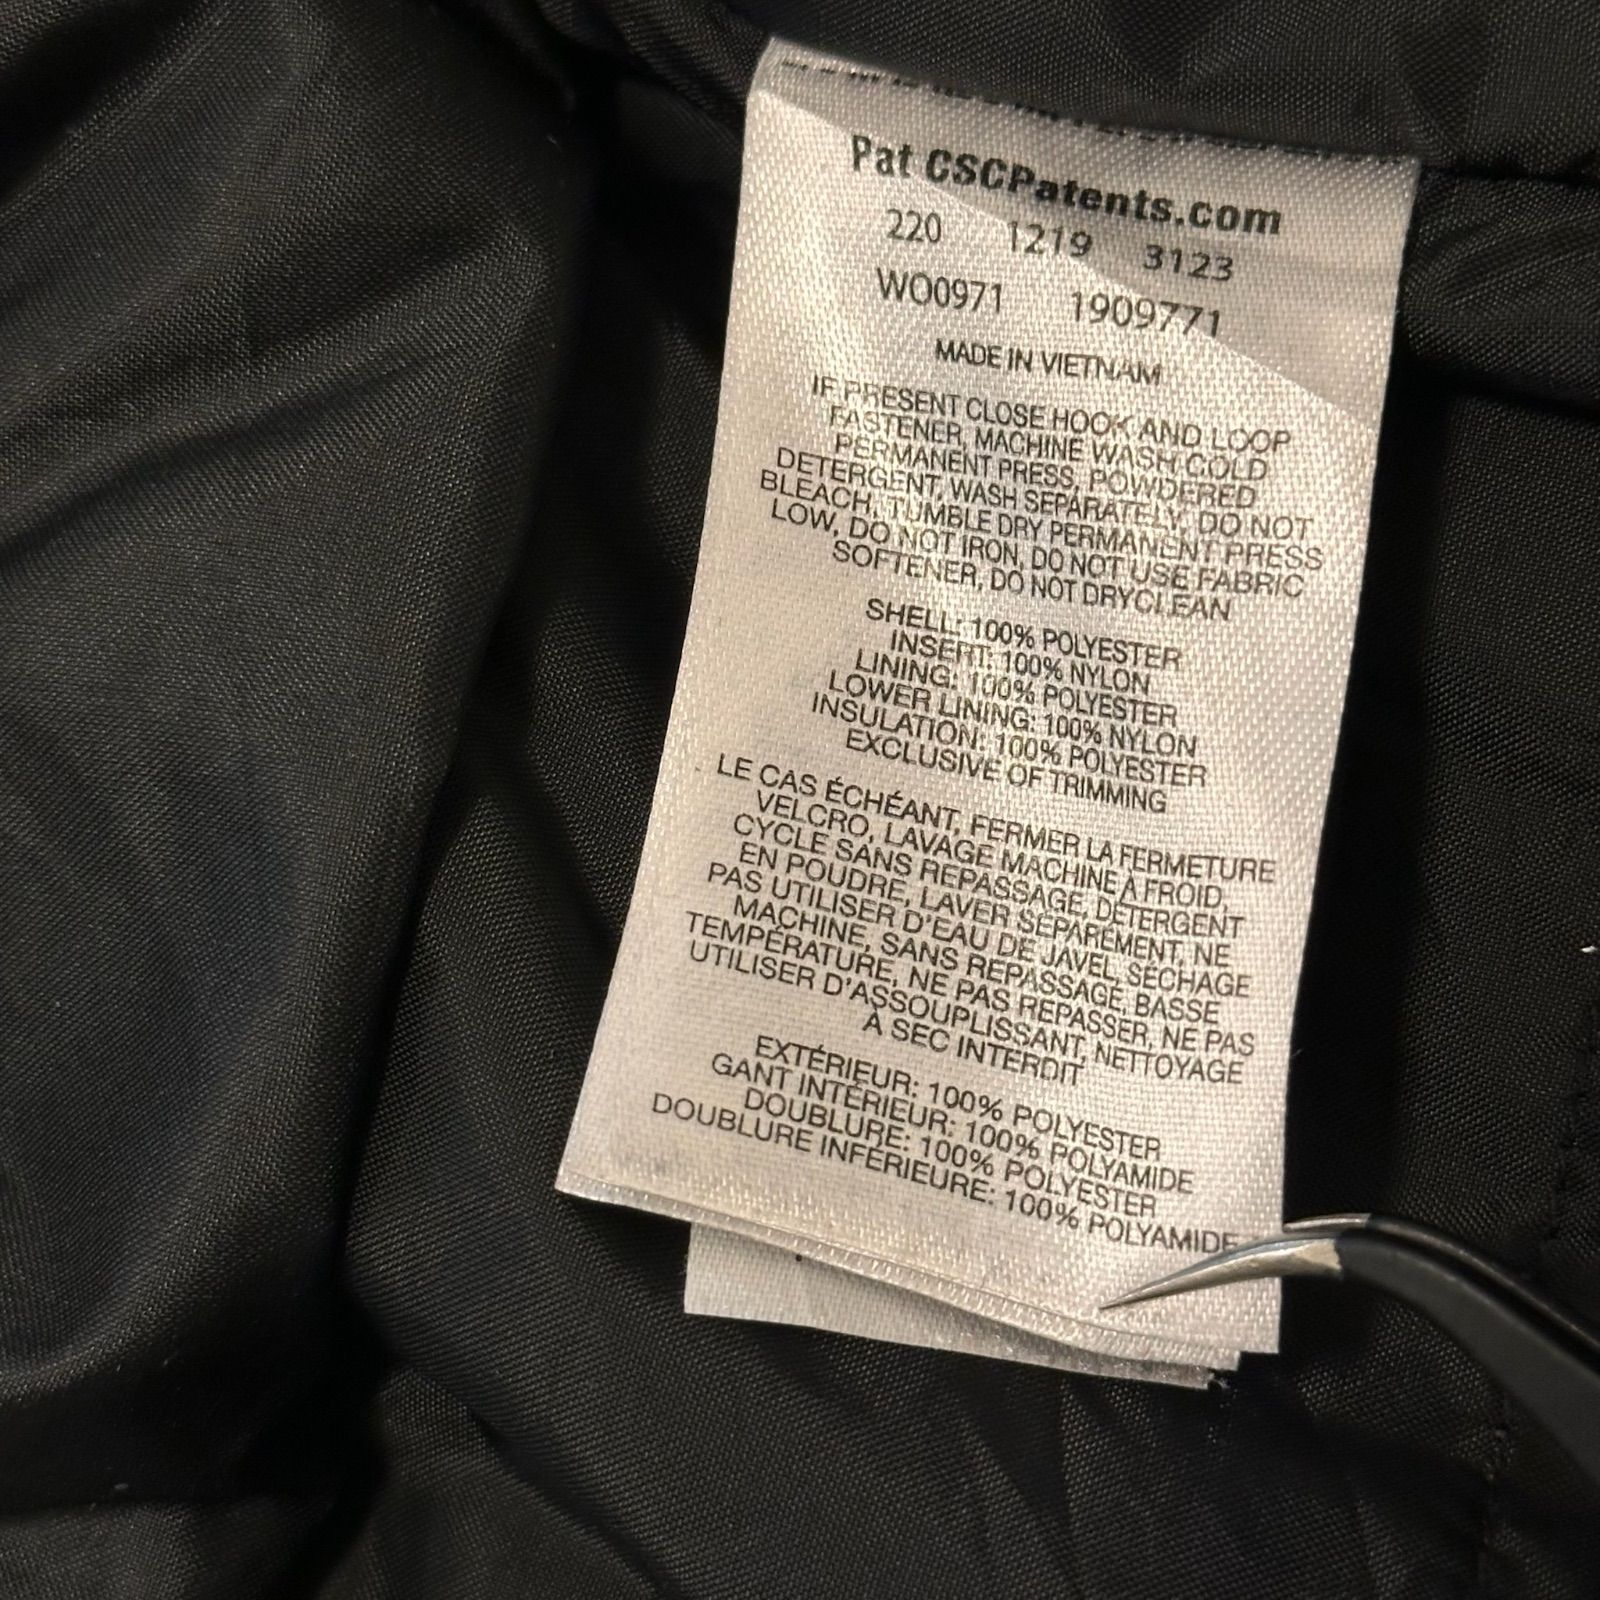 Pat CSCPatents.com
220 1219 3123
WO0971 1909771
MADE IN VIETNAM
IF PRESENT CLOSE HOOK AND LOOP
FASTENER, MACHINE WASH COLD
PERMANENT PRESS, POWDERED
DETERGENT, WASH SEPARATELY, DO NOT
BLEACH, TUMBLE DRY PERMANENT PRESS
LOW, DO NOT IRON, DO NOT USE FABRIC
SOFTENER, DO NOT DRYCLEAN
SHELL: 100% POLYESTER
INSERT: 100% NYLON
LINING: 100% POLYESTER
LOWER LINING: 100% NYLON
INSULATION: 100% POLYESTER
EXCLUSIVE OF TRIMMING
LE CAS ÉCHÉANT, FERMER LA FERMETURE
VELCRO, LAVAGE MACHINE À FROID,
CYCLE SANS REPASSAGE, DÉTERGENT
EN POUDRE, LAVER SÉPARÉMENT, NE
PAS UTILISER D'EAU DE JAVEL, SÉCHAGE
MACHINE, SANS REPASSAGE, BASSE
TEMPÉRATURE, NE PAS REPASSER, NE PAS
UTILISER D'ASSOUPLISSANT, NETTOYAGE
À SEC INTERDIT
EXTÉRIEUR: 100% POLYESTER
GANT INTÉRIEUR: 100% POLYAMIDE
DOUBLURE: 100% POLYESTER
DOUBLURE INFÉRIEURE: 100% POLYAMIDE